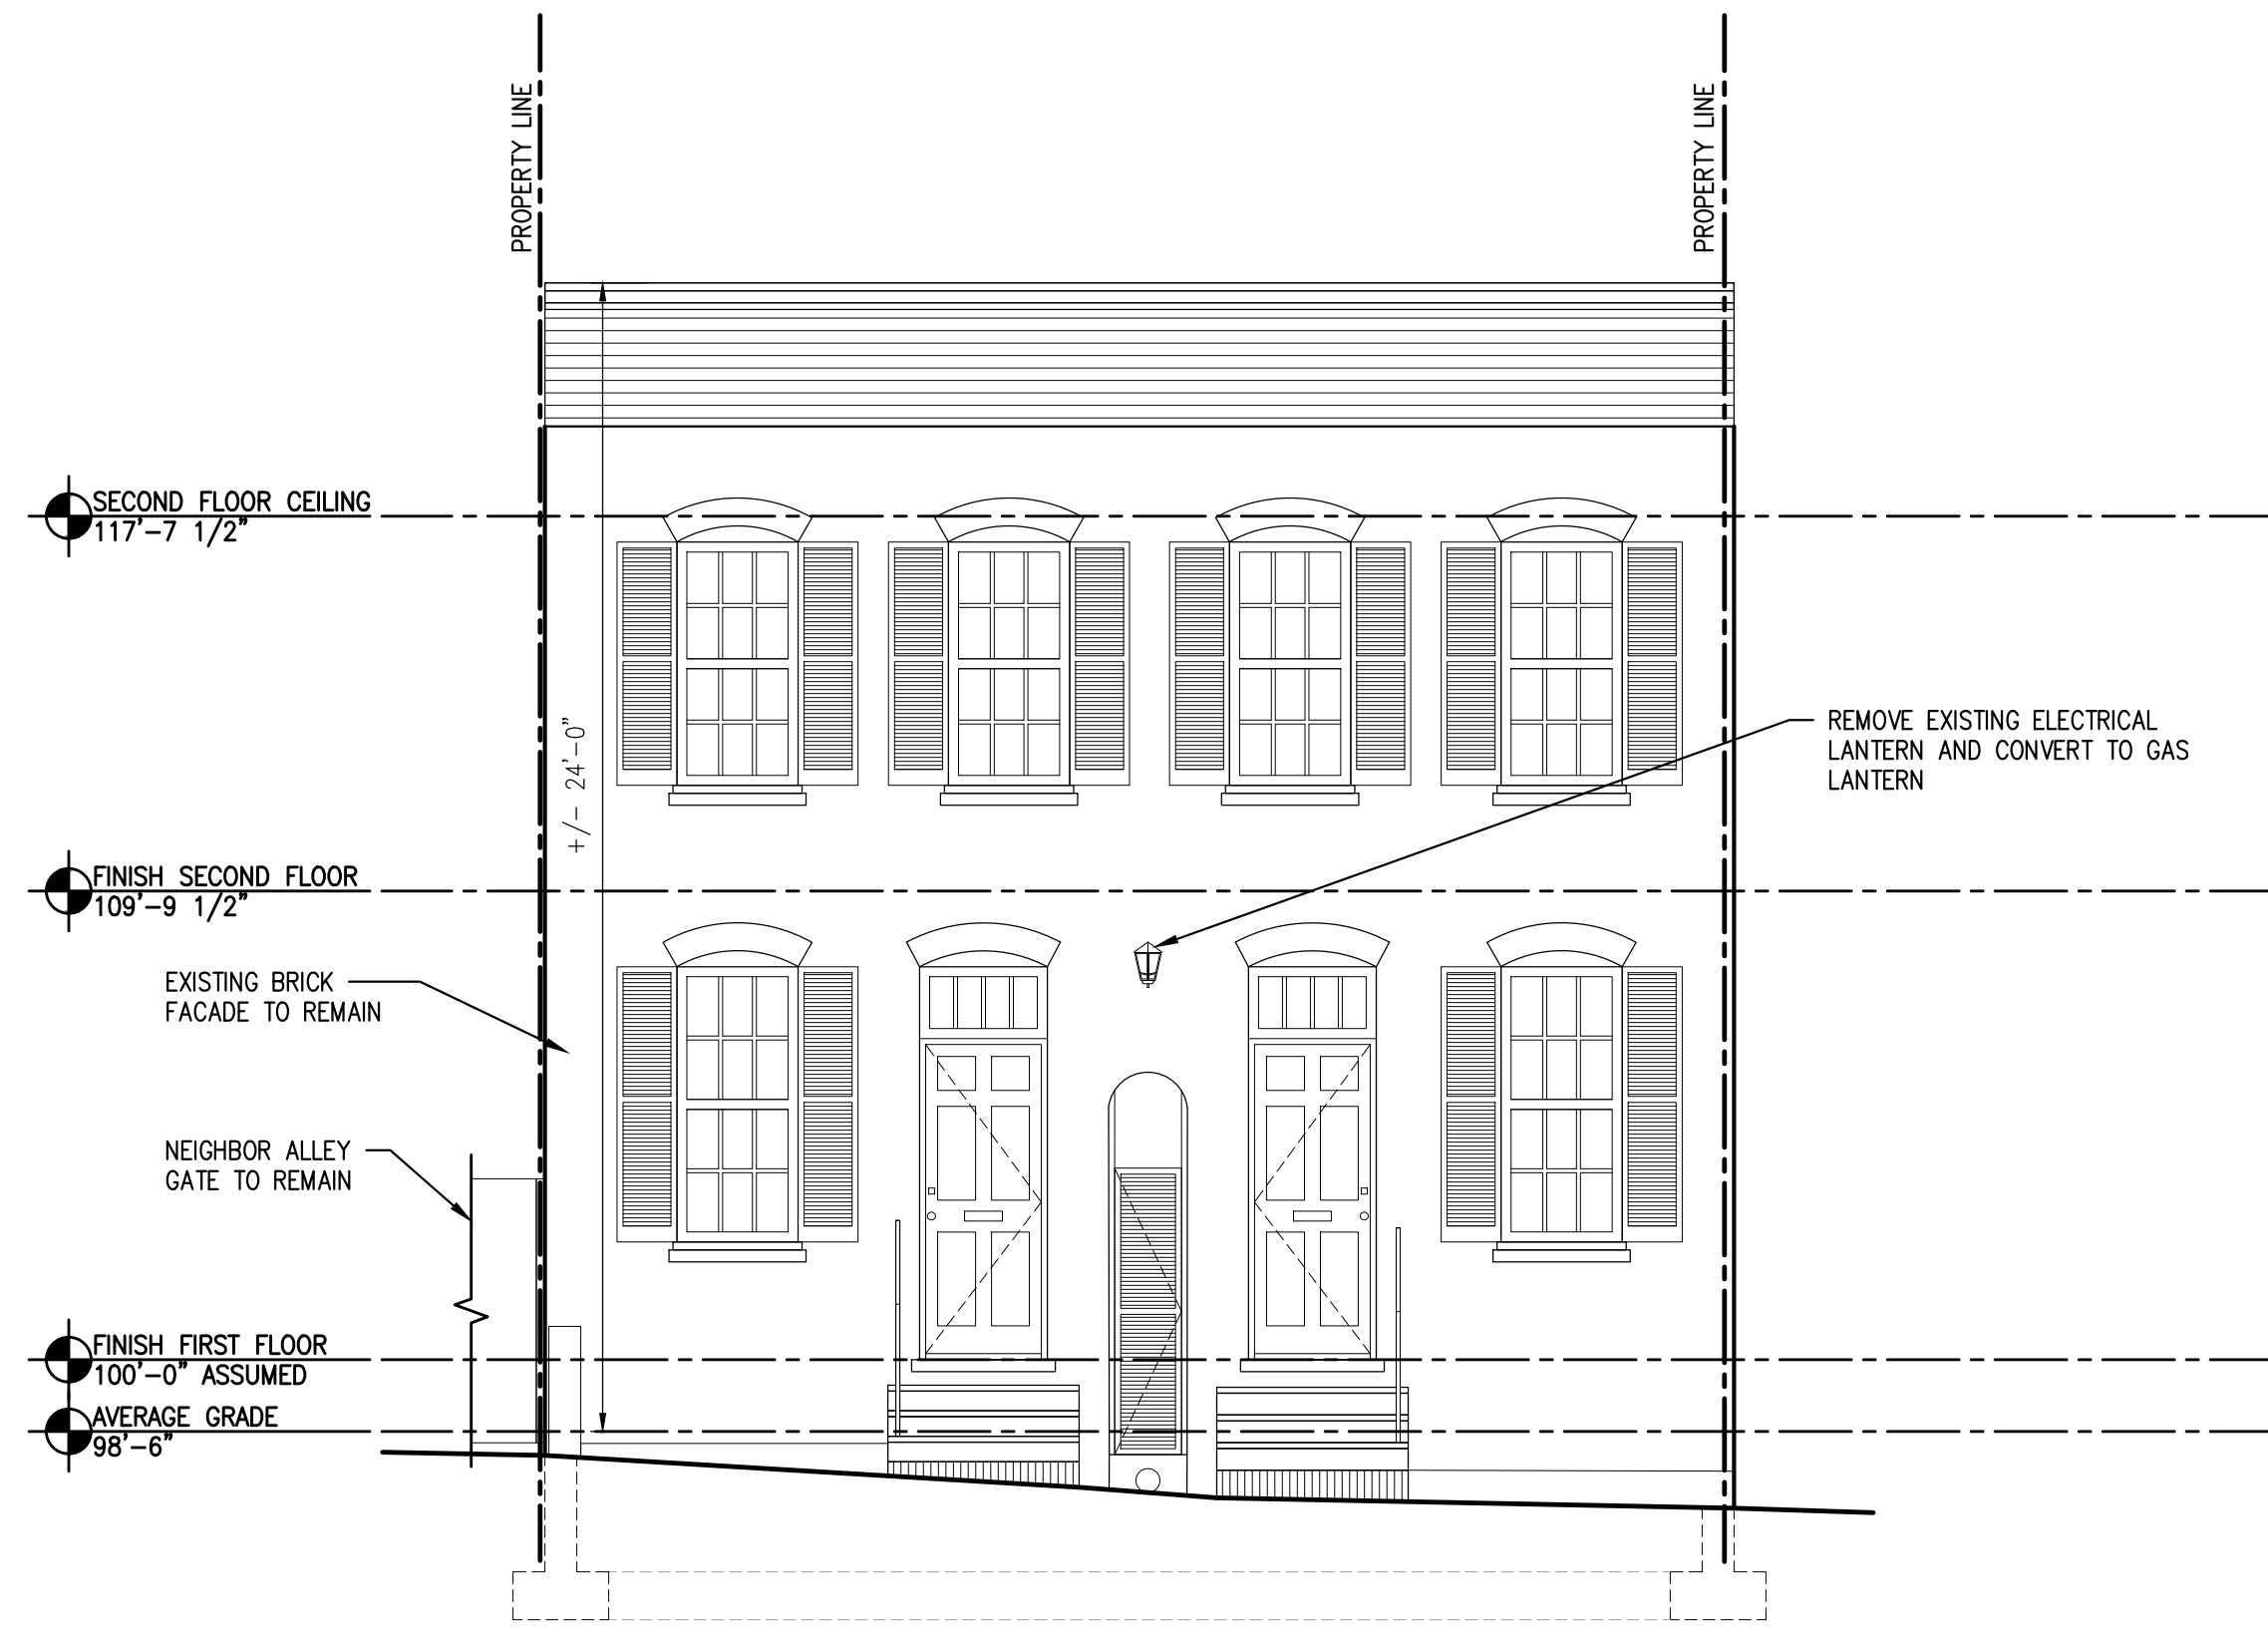 PROPERTY LINE
PROPERTY LINE
SECOND FLOOR CEILING
117'-7 1/2"
+/- 24'-0"
REMOVE EXISTING ELECTRICAL
LANTERN AND CONVERT TO GAS
LANTERN
FINISH SECOND FLOOR
109'-9 1/2"
EXISTING BRICK
FACADE TO REMAIN
NEIGHBOR ALLEY
GATE TO REMAIN
FINISH FIRST FLOOR
100'-0" ASSUMED
AVERAGE GRADE
98'-6"